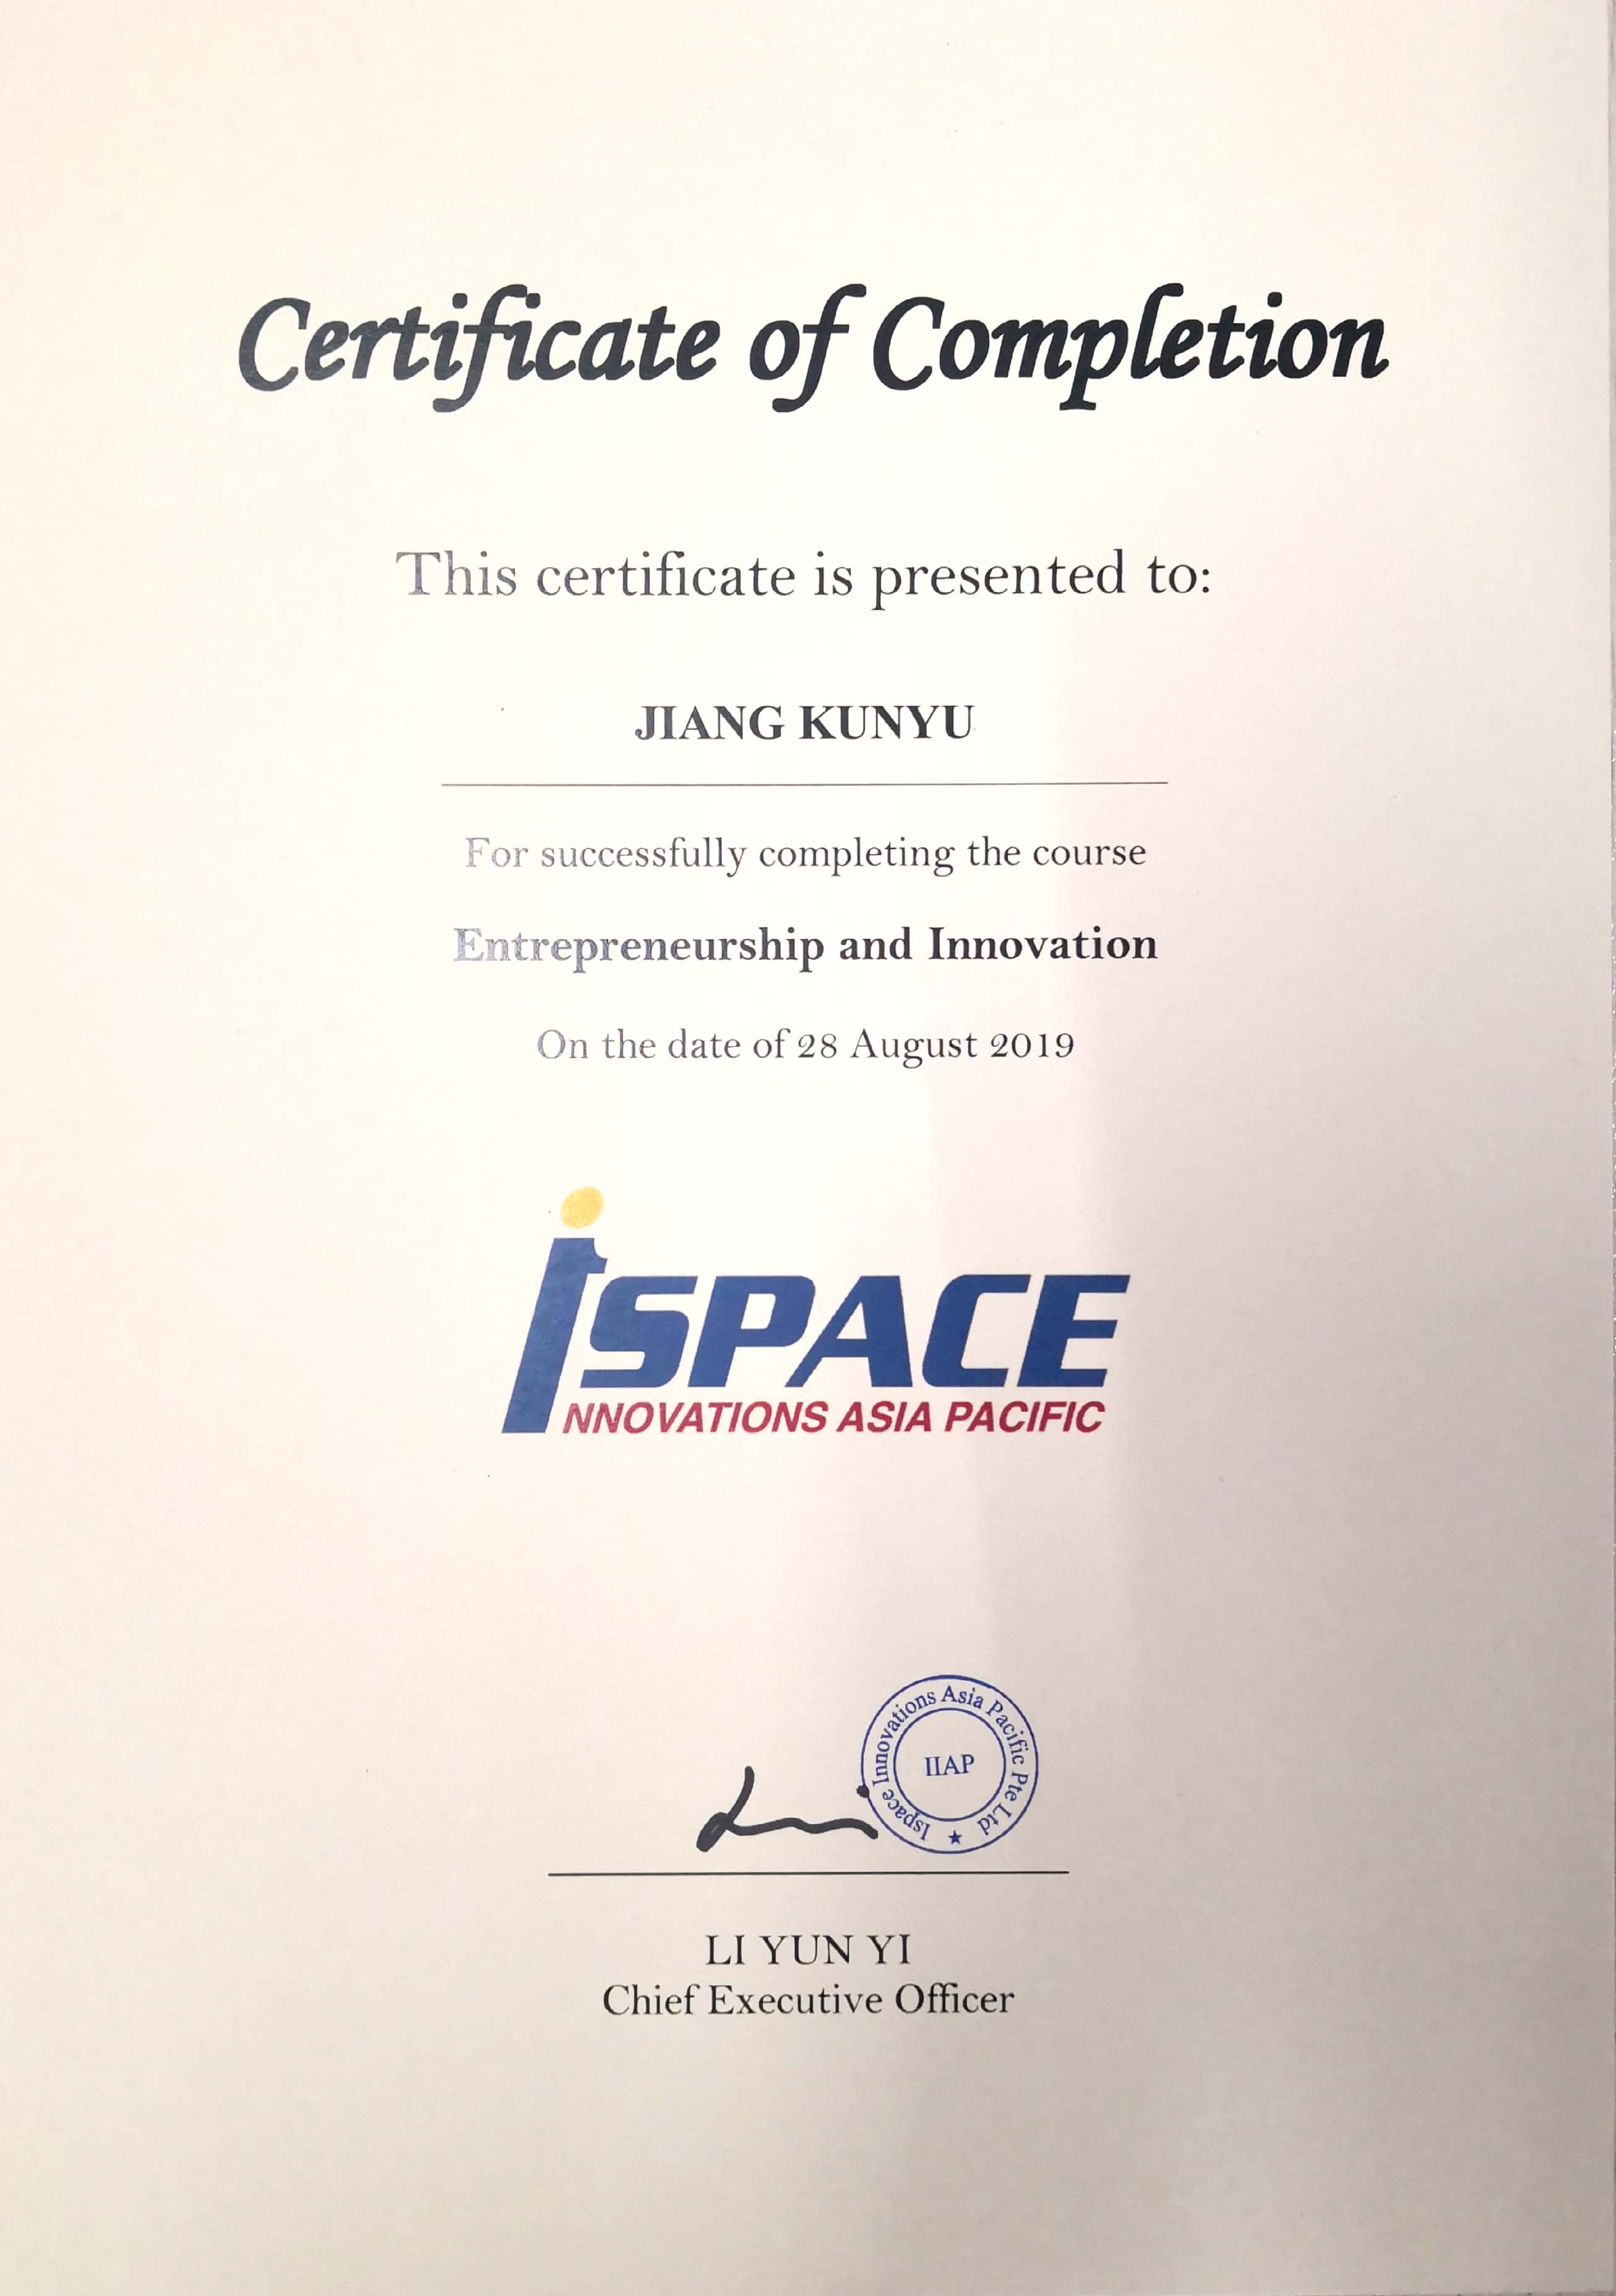 Certificate of Completion
This certificate is presented to:
JIANG KUNYU
For successfully completing the course
Entrepreneurship and Innovation
On the date of 28 August 2019
iSPACE
NNOVATIONS ASIA PACIFIC
Ispace Innovations Asia Pacific Pte Ltd
IIAP
LI YUN YI
Chief Executive Officer